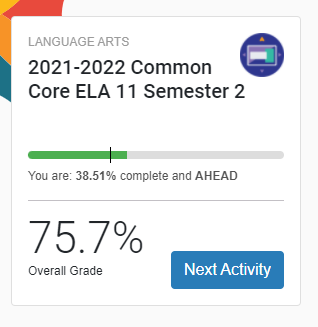 LANGUAGE ARTS
2021-2022 Common
Core ELA 11 Semester 2
You are: 38.51% complete and AHEAD
75.7%
Overall Grade
Next Activity